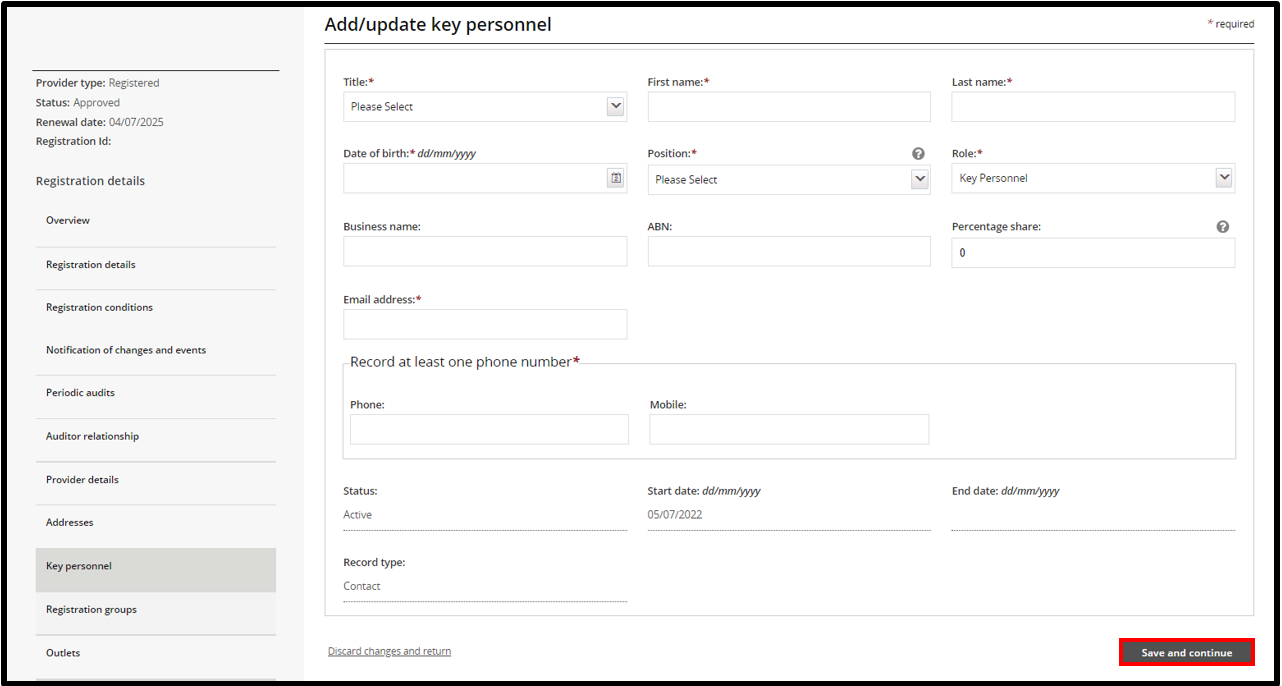 Add/update key personnel
* required
Provider type: Registered
Status: Approved
Renewal date: 04/07/2025
Registration Id:
Registration details
Overview
Registration details
Registration conditions
Notification of changes and events
Periodic audits
Auditor relationship
Provider details
Addresses
Key personnel
Registration groups
Outlets
Title:* First name:* Last name:*
Please Select
Date of birth:* dd/mm/yyyy Position:* ? Role:*
Please Select Key Personnel
Business name: ABN: Percentage share: ?
0
Email address:*
Record at least one phone number*
Phone: Mobile:
Status: Start date: dd/mm/yyyy End date: dd/mm/yyyy
Active 05/07/2022
Record type:
Contact
Discard changes and return Save and continue